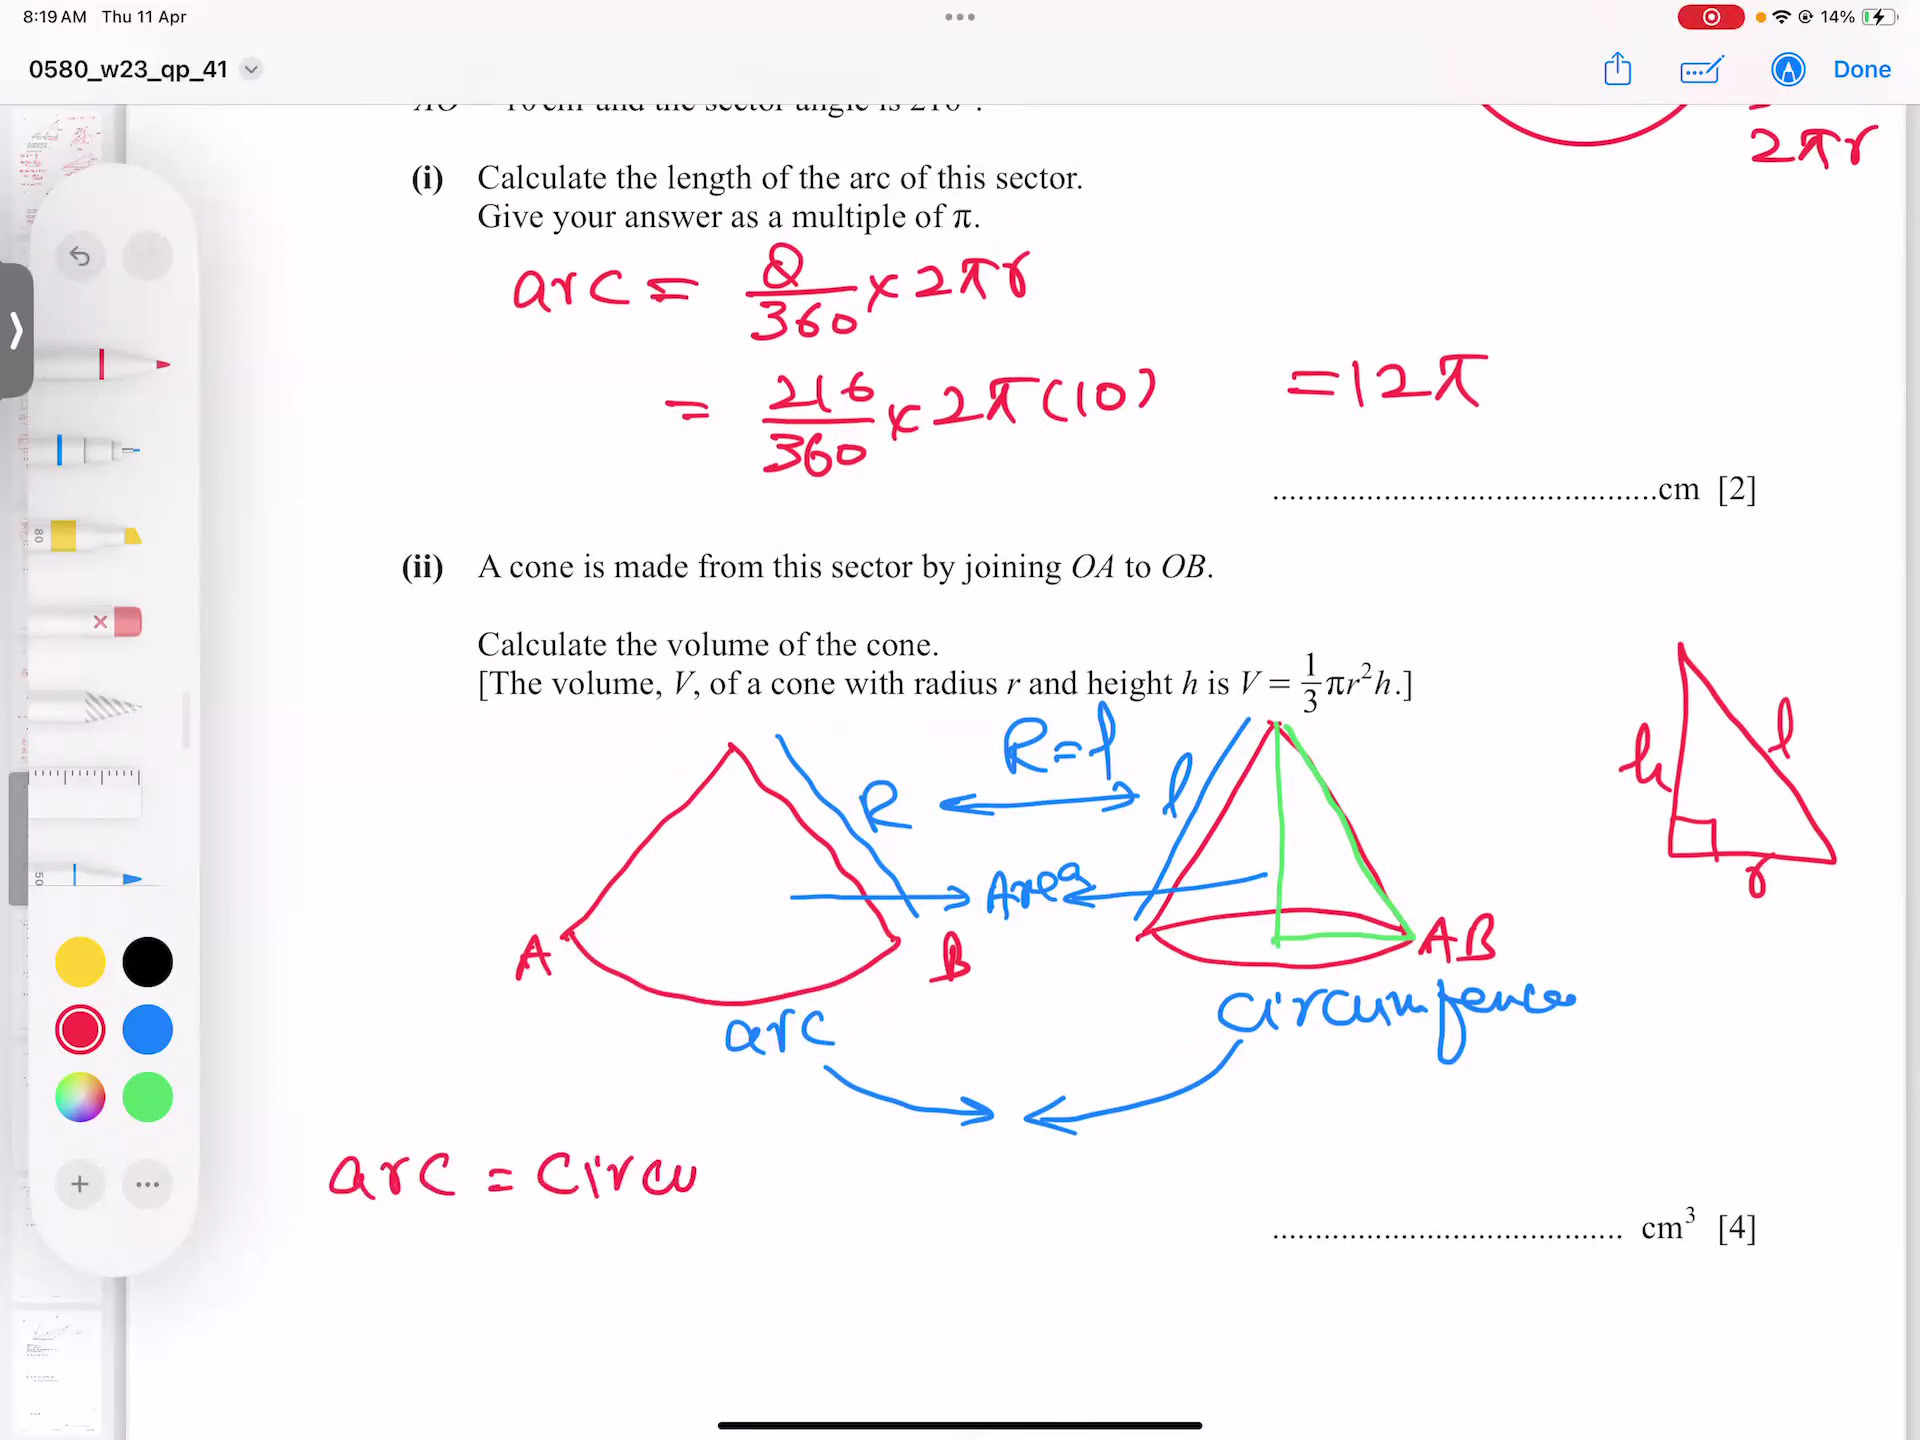 8:19 AM Thu 11 Apr
14%
0580_w23_qp_41
Done
2πr
(i) Calculate the length of the arc of this sector.
Give your answer as a multiple of π.
arc = θ/360 × 2πr
= 216/360 × 2π(10) = 12π
cm [2]
(ii) A cone is made from this sector by joining OA to OB.
Calculate the volume of the cone.
[The volume, V, of a cone with radius r and height h is V = 1/3 πr²h.]
R = l
R l
h l
r
Area
A B AB
arc circumfence
arc = circu
cm³ [4]
80
50